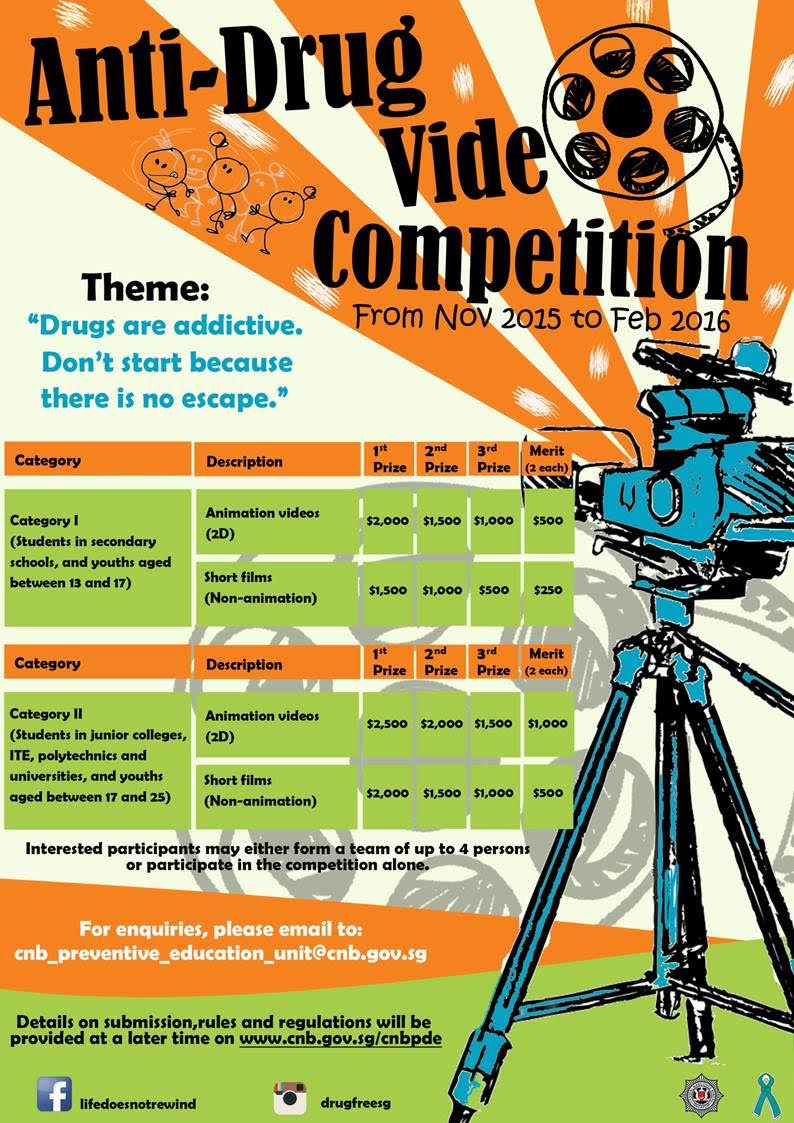 Anti-Drug
Vide
Competition
From Nov 2015 to Feb 2016
Theme:
“Drugs are addictive.
Don’t start because
there is no escape.”
Category Description 1st Prize 2nd Prize 3rd Prize Merit (2 each)
Category I
(Students in secondary
schools, and youths aged
between 13 and 17)
Animation videos
(2D)
$2,000 $1,500 $1,000 $500
Short films
(Non-animation)
$1,500 $1,000 $500 $250
Category Description 1st Prize 2nd Prize 3rd Prize Merit (2 each)
Category II
(Students in junior colleges,
ITE, polytechnics and
universities, and youths
aged between 17 and 25)
Animation videos
(2D)
$2,500 $2,000 $1,500 $1,000
Short films
(Non-animation)
$2,000 $1,500 $1,000 $500
Interested participants may either form a team of up to 4 persons
or participate in the competition alone.
For enquiries, please email to:
cnb_preventive_education_unit@cnb.gov.sg
Details on submission,rules and regulations will be
provided at a later time on www.cnb.gov.sg/cnbpde
lifedoesnotrewind
drugfreesg